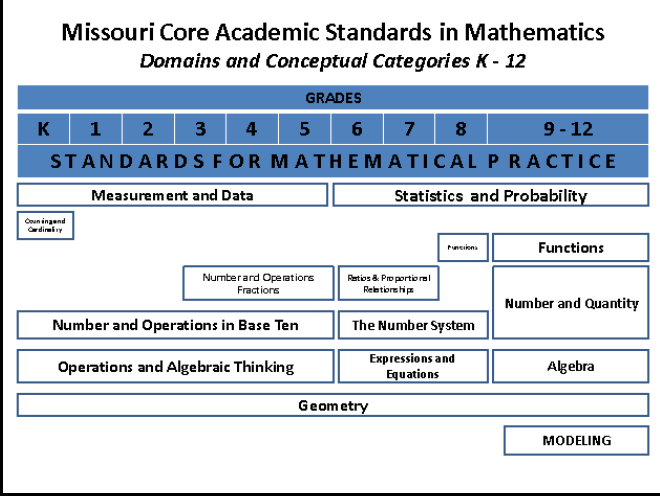 Missouri Core Academic Standards in Mathematics
Domains and Conceptual Categories K - 12
GRADES
K 1 2 3 4 5 6 7 8 9 - 12
STANDARDS FOR MATHEMATICAL PRACTICE
Measurement and Data
Statistics and Probability
Counting and
Cardinality
Functions
Functions
Number and Operations
Fractions
Ratios & Proportional
Relationships
Number and Quantity
Number and Operations in Base Ten
The Number System
Operations and Algebraic Thinking
Expressions and
Equations
Algebra
Geometry
MODELING